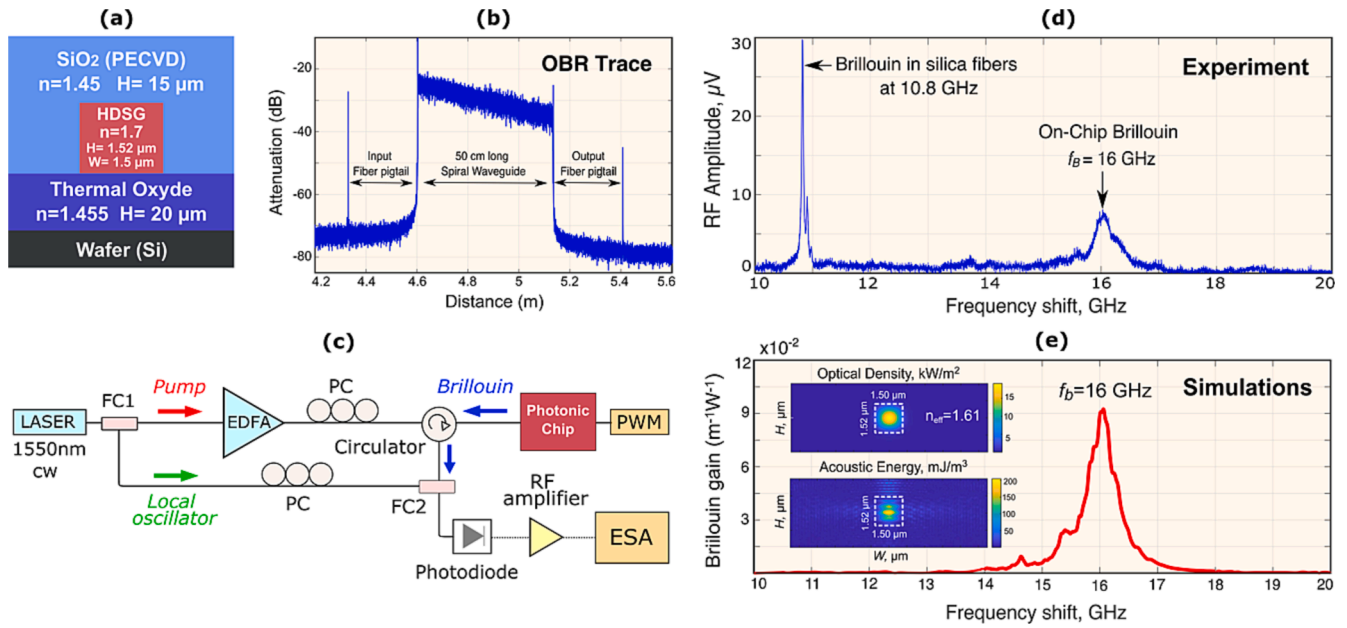 (a)
SiO₂ (PECVD)
n=1.45 H= 15 µm
HDSG
n=1.7
H= 1.52 µm
W= 1.5 µm
Thermal Oxyde
n=1.455 H= 20 µm
Wafer (Si)
(b)
OBR Trace
Attenuation (dB)
-20
-40
-60
-80
Input
Fiber pigtail
50 cm long
Spiral Waveguide
Output
Fiber pigtail
4.2 4.4 4.6 4.8 5 5.2 5.4 5.6
Distance (m)
(c)
LASER
1550nm
CW
FC1
Pump
EDFA
PC
Circulator
Brillouin
Photonic
Chip
PWM
Local
oscillator
PC
FC2
RF
amplifier
Photodiode
ESA
(d)
Experiment
RF Amplitude, µV
30
20
10
0
Brillouin in silica fibers
at 10.8 GHz
On-Chip Brillouin
f_B = 16 GHz
10 12 14 16 18 20
Frequency shift, GHz
(e)
x10⁻²
Simulations
Brillouin gain (m⁻¹W⁻¹)
12
9
6
3
f_b=16 GHz
Optical Density, kW/m²
H, µm
1.50 µm
1.52 µm
n_eff=1.61
15
10
5
Acoustic Energy, mJ/m³
H, µm
1.52 µm
1.50 µm
200
150
100
50
W, µm
10 11 12 13 14 15 16 17 18 19 20
Frequency shift, GHz